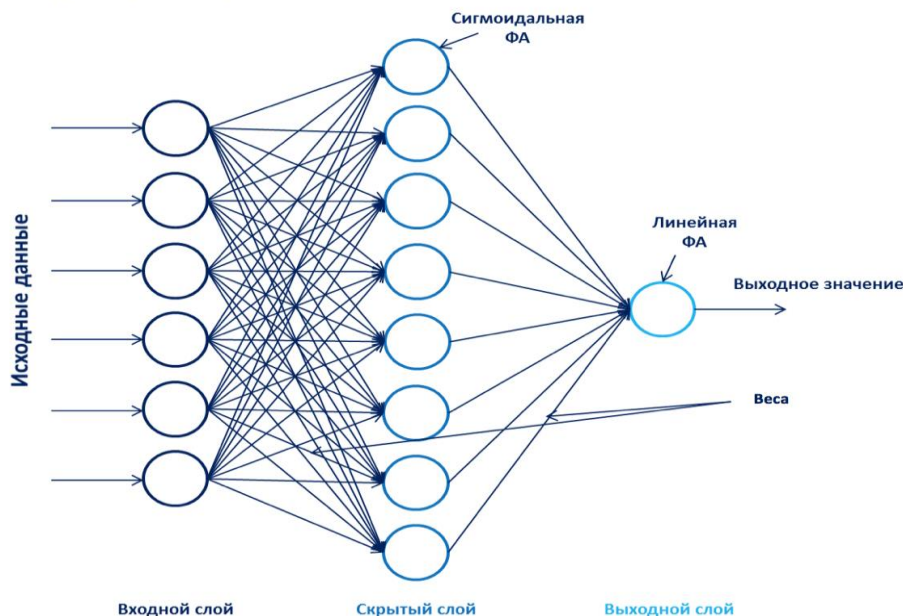 Сигмоидальная
ФА
Исходные данные
Линейная
ФА
Выходное значение
Веса
Входной слой
Скрытый слой
Выходной слой